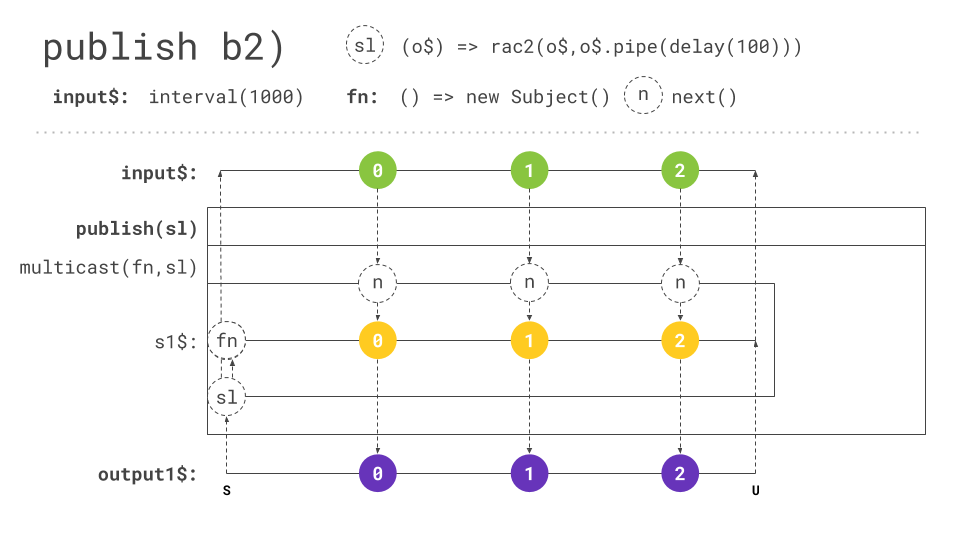 publish b2) sl (o$) => rac2(o$,o$.pipe(delay(100)))
input$: interval(1000) fn: () => new Subject() n next()
input$: 0 1 2
publish(sl)
multicast(fn,sl)
n n n
s1$: fn 0 1 2
sl
output1$: 0 1 2
S U